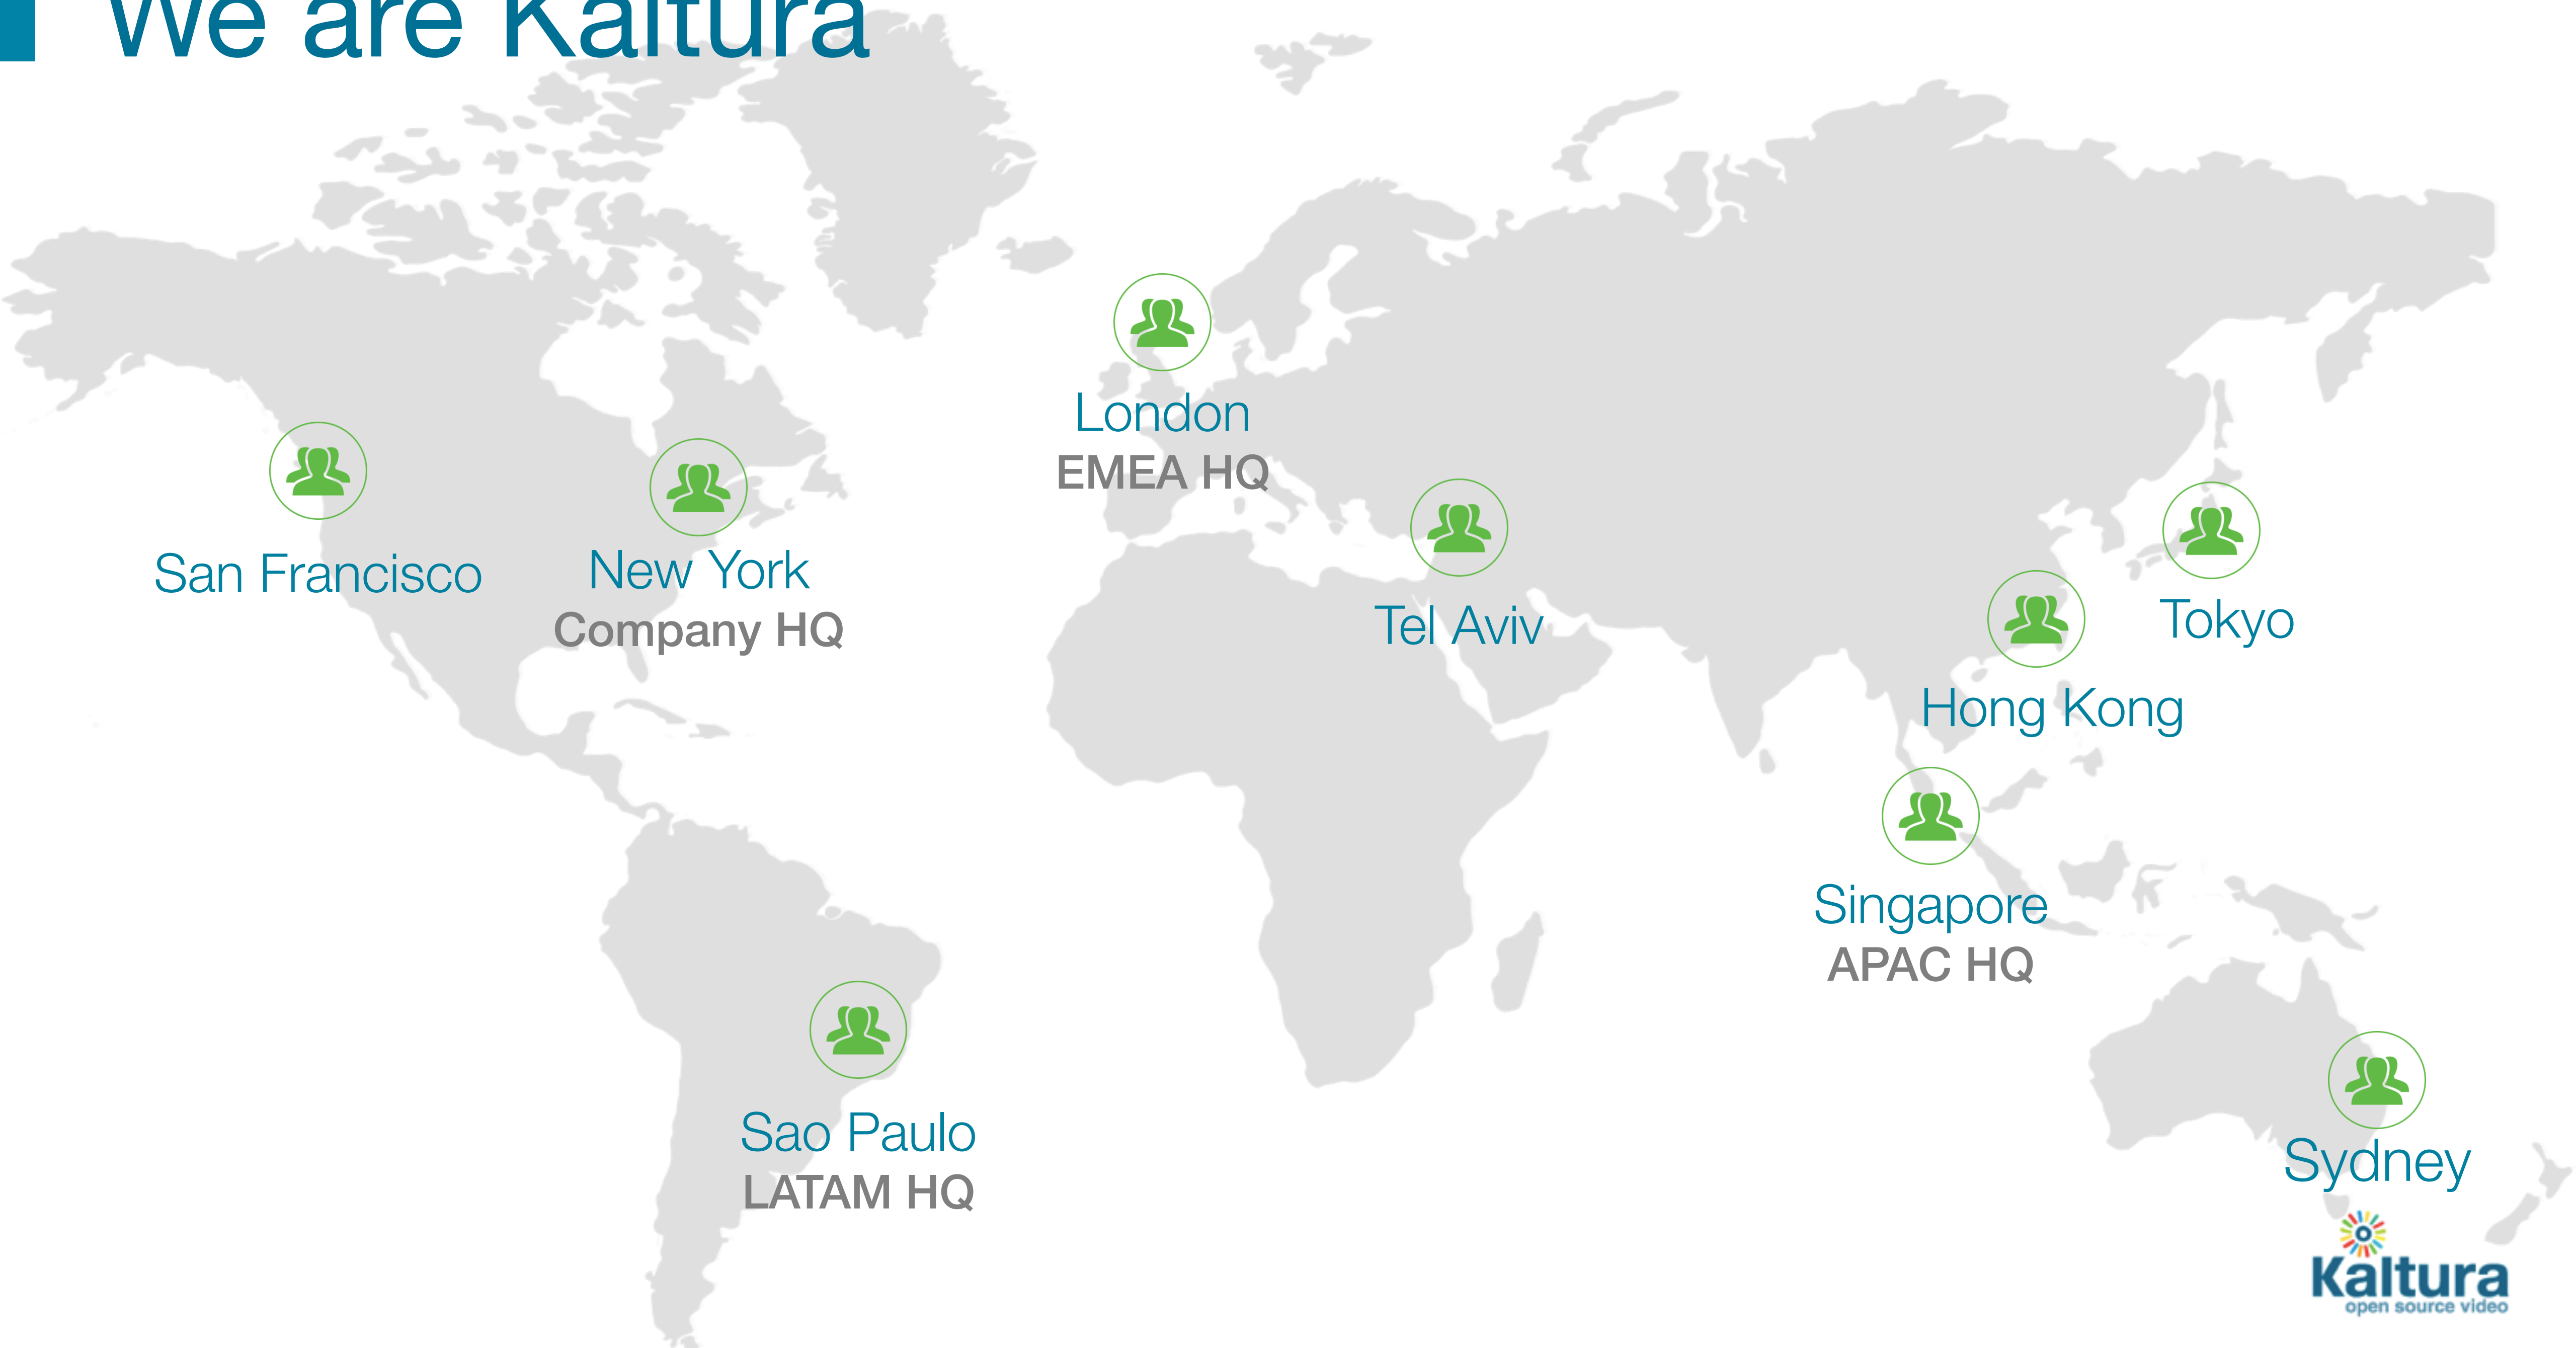 We are Kaltura
London
EMEA HQ
San Francisco
New York
Company HQ
Tel Aviv
Tokyo
Hong Kong
Singapore
APAC HQ
Sao Paulo
LATAM HQ
Sydney
Kaltura
open source video